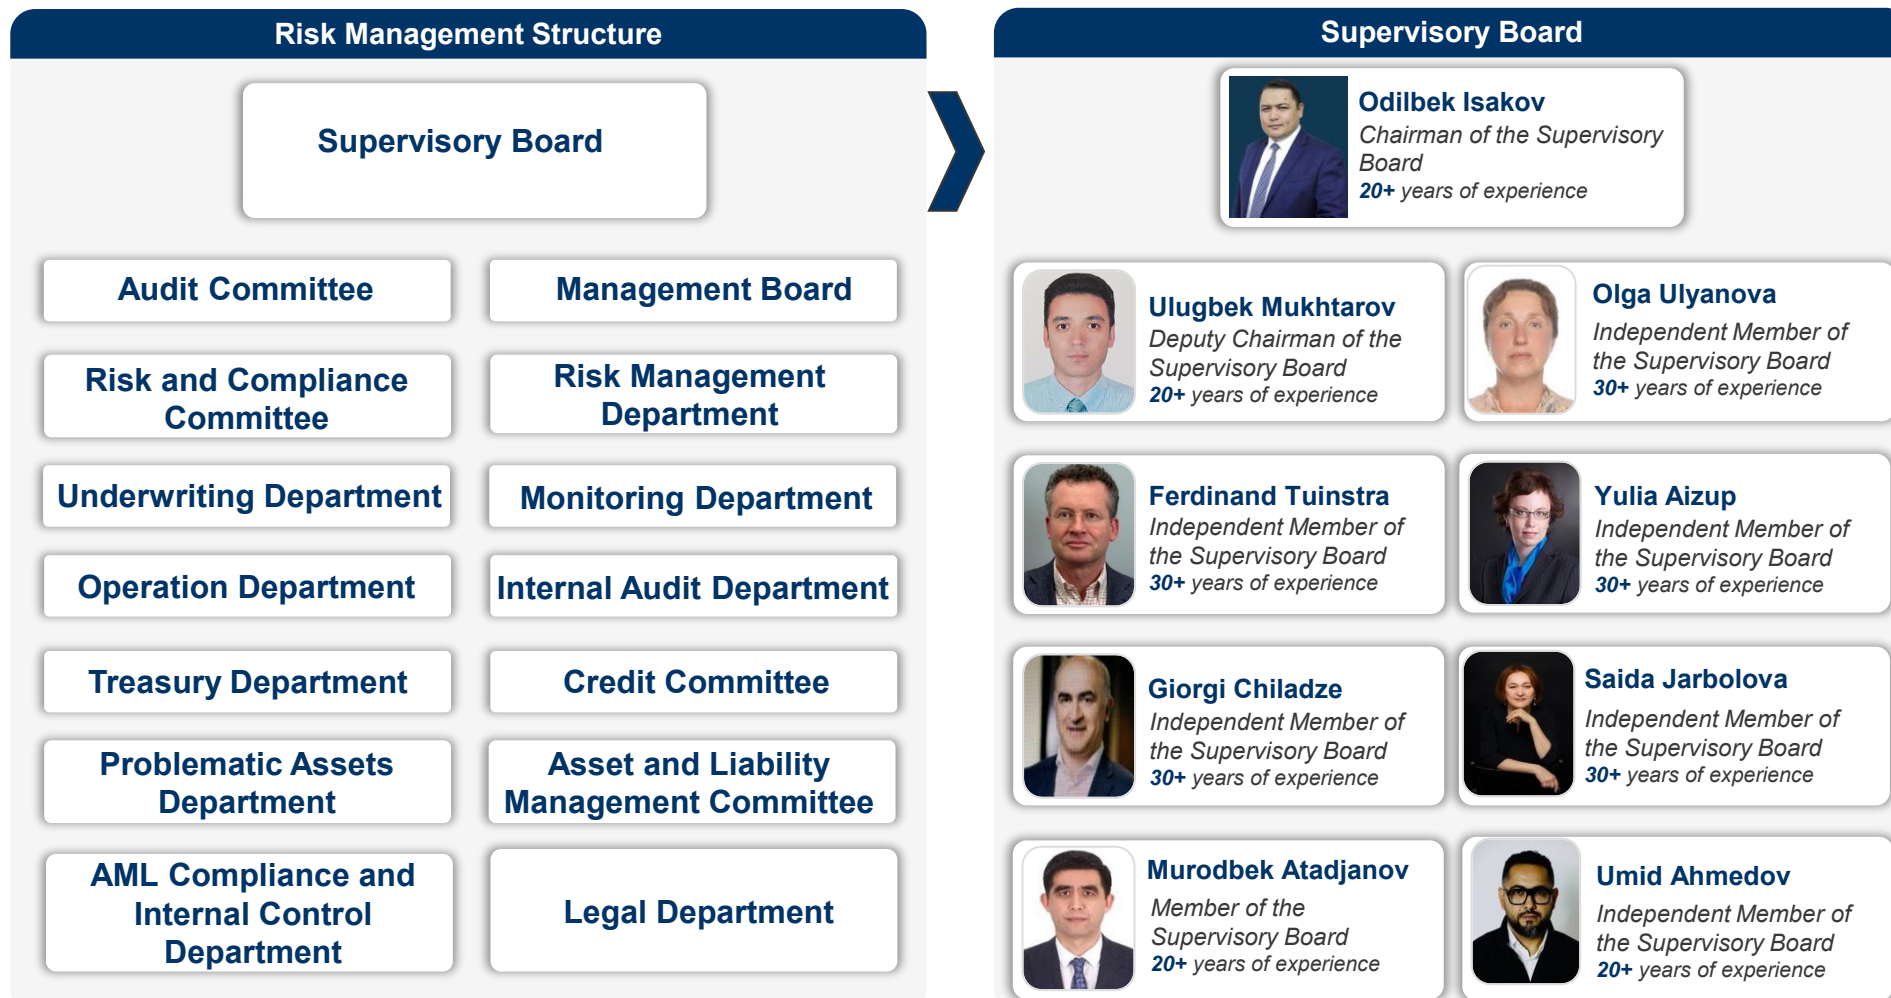 Risk Management Structure
Supervisory Board
Audit Committee
Management Board
Risk and Compliance
Committee
Risk Management
Department
Underwriting Department
Monitoring Department
Operation Department
Internal Audit Department
Treasury Department
Credit Committee
Problematic Assets
Department
Asset and Liability
Management Committee
AML Compliance and
Internal Control
Department
Legal Department
Supervisory Board
Odilbek Isakov
Chairman of the Supervisory
Board
20+ years of experience
Ulugbek Mukhtarov
Deputy Chairman of the
Supervisory Board
20+ years of experience
Olga Ulyanova
Independent Member of
the Supervisory Board
30+ years of experience
Ferdinand Tuinstra
Independent Member of
the Supervisory Board
30+ years of experience
Yulia Aizup
Independent Member of
the Supervisory Board
30+ years of experience
Giorgi Chiladze
Independent Member of
the Supervisory Board
30+ years of experience
Saida Jarbolova
Independent Member of
the Supervisory Board
30+ years of experience
Murodbek Atadjanov
Member of the
Supervisory Board
20+ years of experience
Umid Ahmedov
Independent Member of
the Supervisory Board
20+ years of experience